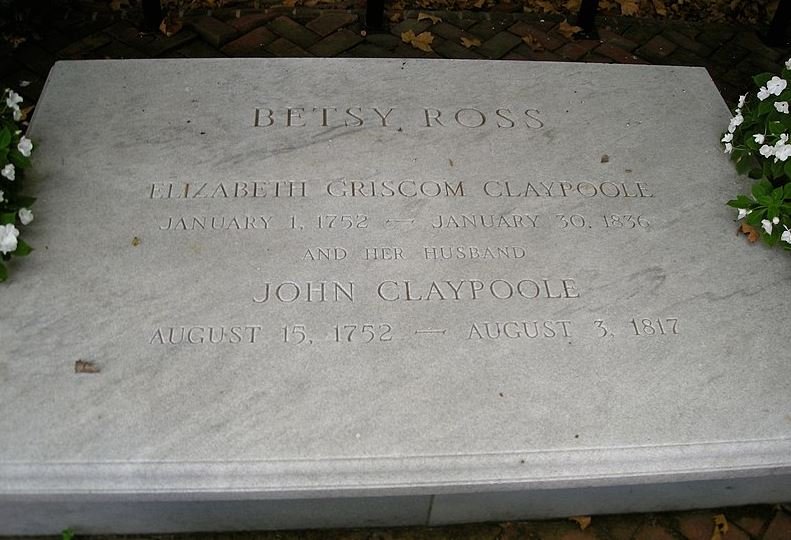 BETSY ROSS
ELIZABETH GRISCOM CLAYPOOLE
JANUARY 1, 1752 — JANUARY 30, 1836
AND HER HUSBAND
JOHN CLAYPOOLE
AUGUST 15, 1752 — AUGUST 3, 1817